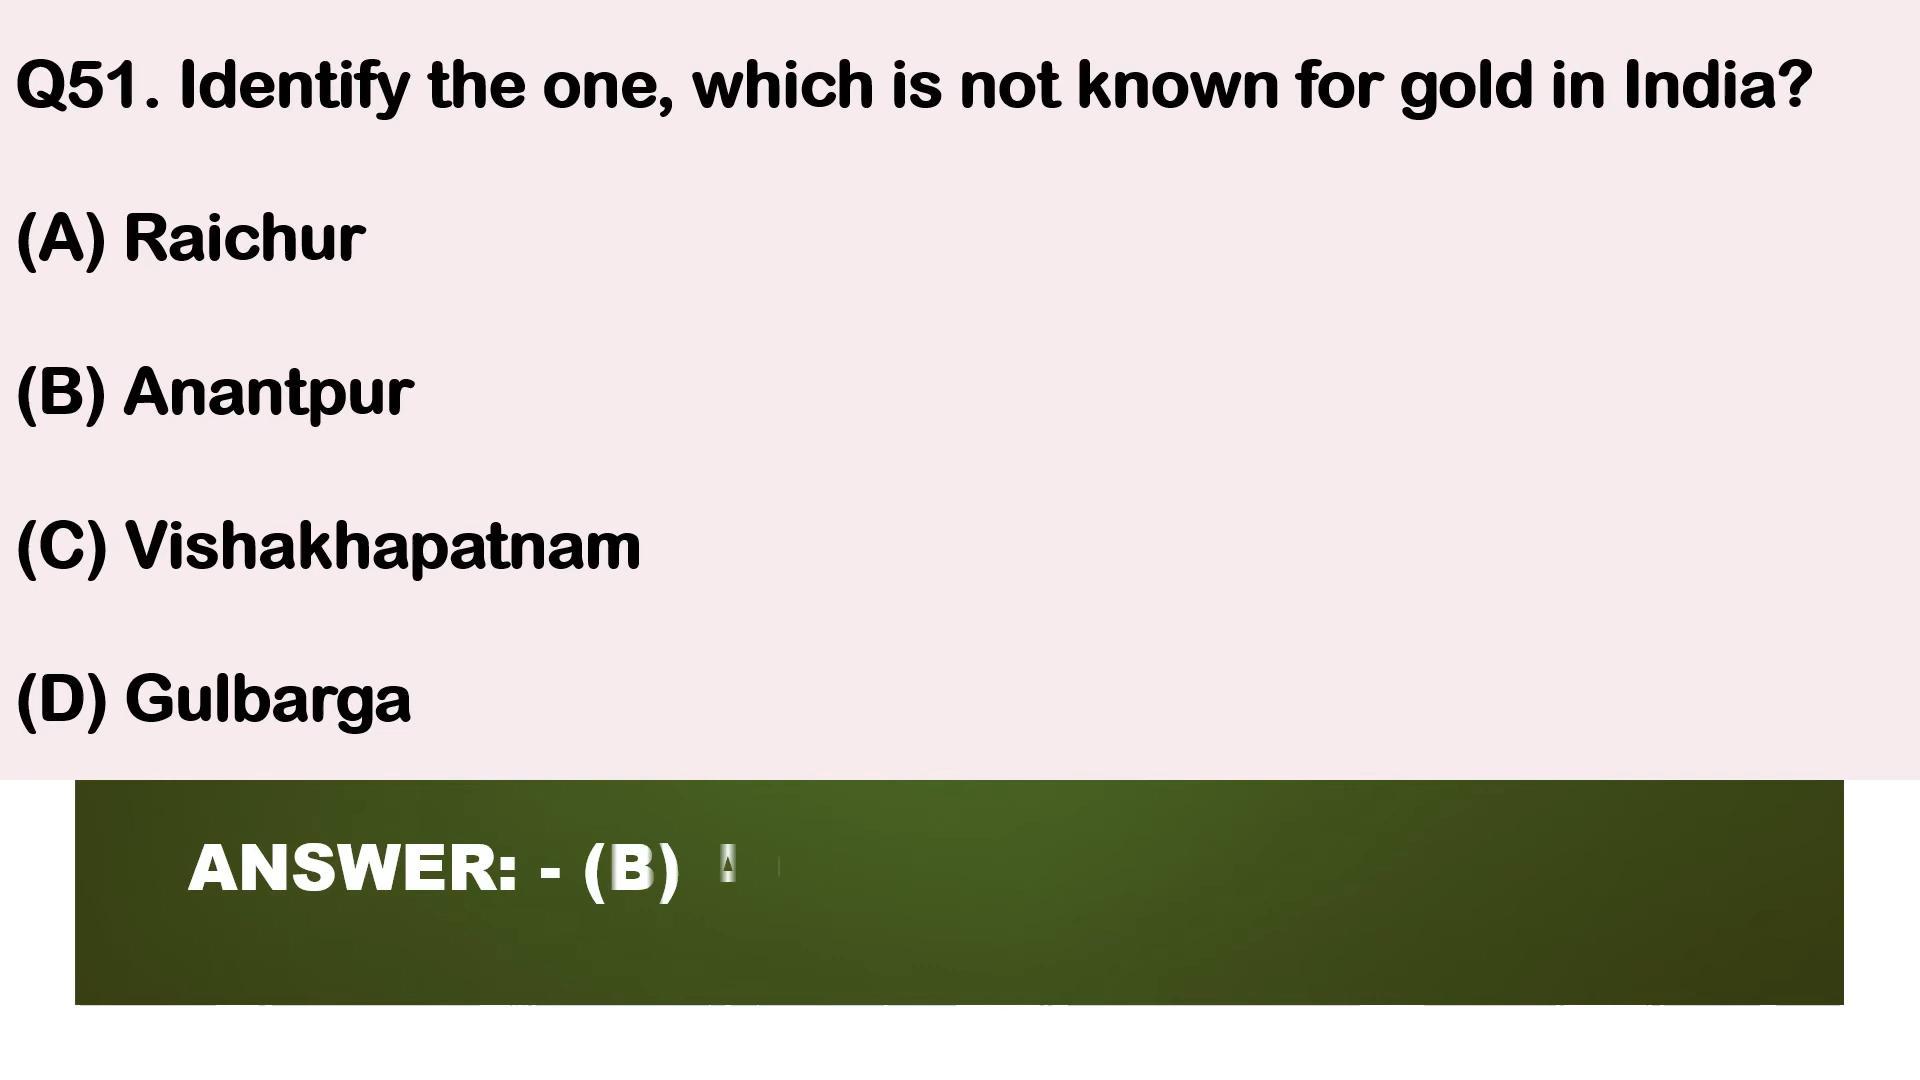 Q51. Identify the one, which is not known for gold in India?
(A) Raichur
(B) Anantpur
(C) Vishakhapatnam
(D) Gulbarga
ANSWER: - (B)